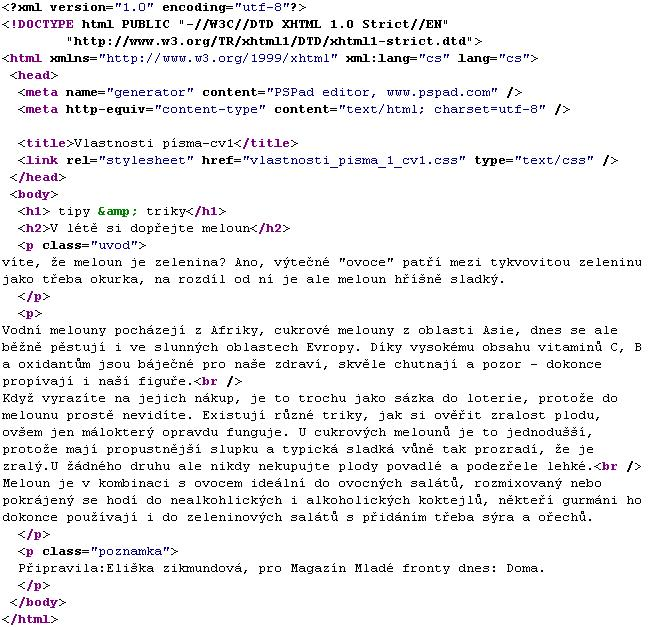 <?xml version="1.0" encoding="utf-8"?>
<!DOCTYPE html PUBLIC "-//W3C//DTD XHTML 1.0 Strict//EN"
"http://www.w3.org/TR/xhtml1/DTD/xhtml1-strict.dtd">
<html xmlns="http://www.w3.org/1999/xhtml" xml:lang="cs" lang="cs">
<head>
<meta name="generator" content="PSPad editor, www.pspad.com" />
<meta http-equiv="content-type" content="text/html; charset=utf-8" />
<title>Vlastnosti písma-cv1</title>
<link rel="stylesheet" href="vlastnosti_pisma_1_cv1.css" type="text/css" />
</head>
<body>
<h1> tipy &amp; triky</h1>
<h2>V létě si dopřejte meloun</h2>
<p class="uvod">
víte, že meloun je zelenina? Ano, výtečné "ovoce" patří mezi tykvovitou zeleninu
jako třeba okurka, na rozdíl od ní je ale meloun hříšně sladký.
</p>
<p>
Vodní melouny pocházejí z Afriky, cukrové melouny z oblasti Asie, dnes se ale
běžně pěstují i ve slunných oblastech Evropy. Díky vysokému obsahu vitaminů C, B
a oxidantům jsou báječné pro naše zdraví, skvěle chutnají a pozor - dokonce
propívají i naší figuře.<br />
Když vyrazíte na jejich nákup, je to trochu jako sázka do loterie, protože do
melounu prostě nevidíte. Existují různé triky, jak si ověřit zralost plodu,
ovšem jen málokterý opravdu funguje. U cukrových melounů je to jednodušší,
protože mají propustnější slupku a typická sladká vůně tak prozradí, že je
zralý.U žádného druhu ale nikdy nekupujte plody povadlé a podezřele lehké.<br />
Meloun je v kombinaci s ovocem ideální do ovocných salátů, rozmixovaný nebo
pokrájený se hodí do nealkohlických i alkoholických koktejlů, někteří gurmáni ho
dokonce používají i do zeleninových salátů s přidáním třeba sýra a ořechů.
</p>
<p class="poznamka">
Připravila:Eliška zikmundová, pro Magazín Mladé fronty dnes: Doma.
</p>
</body>
</html>